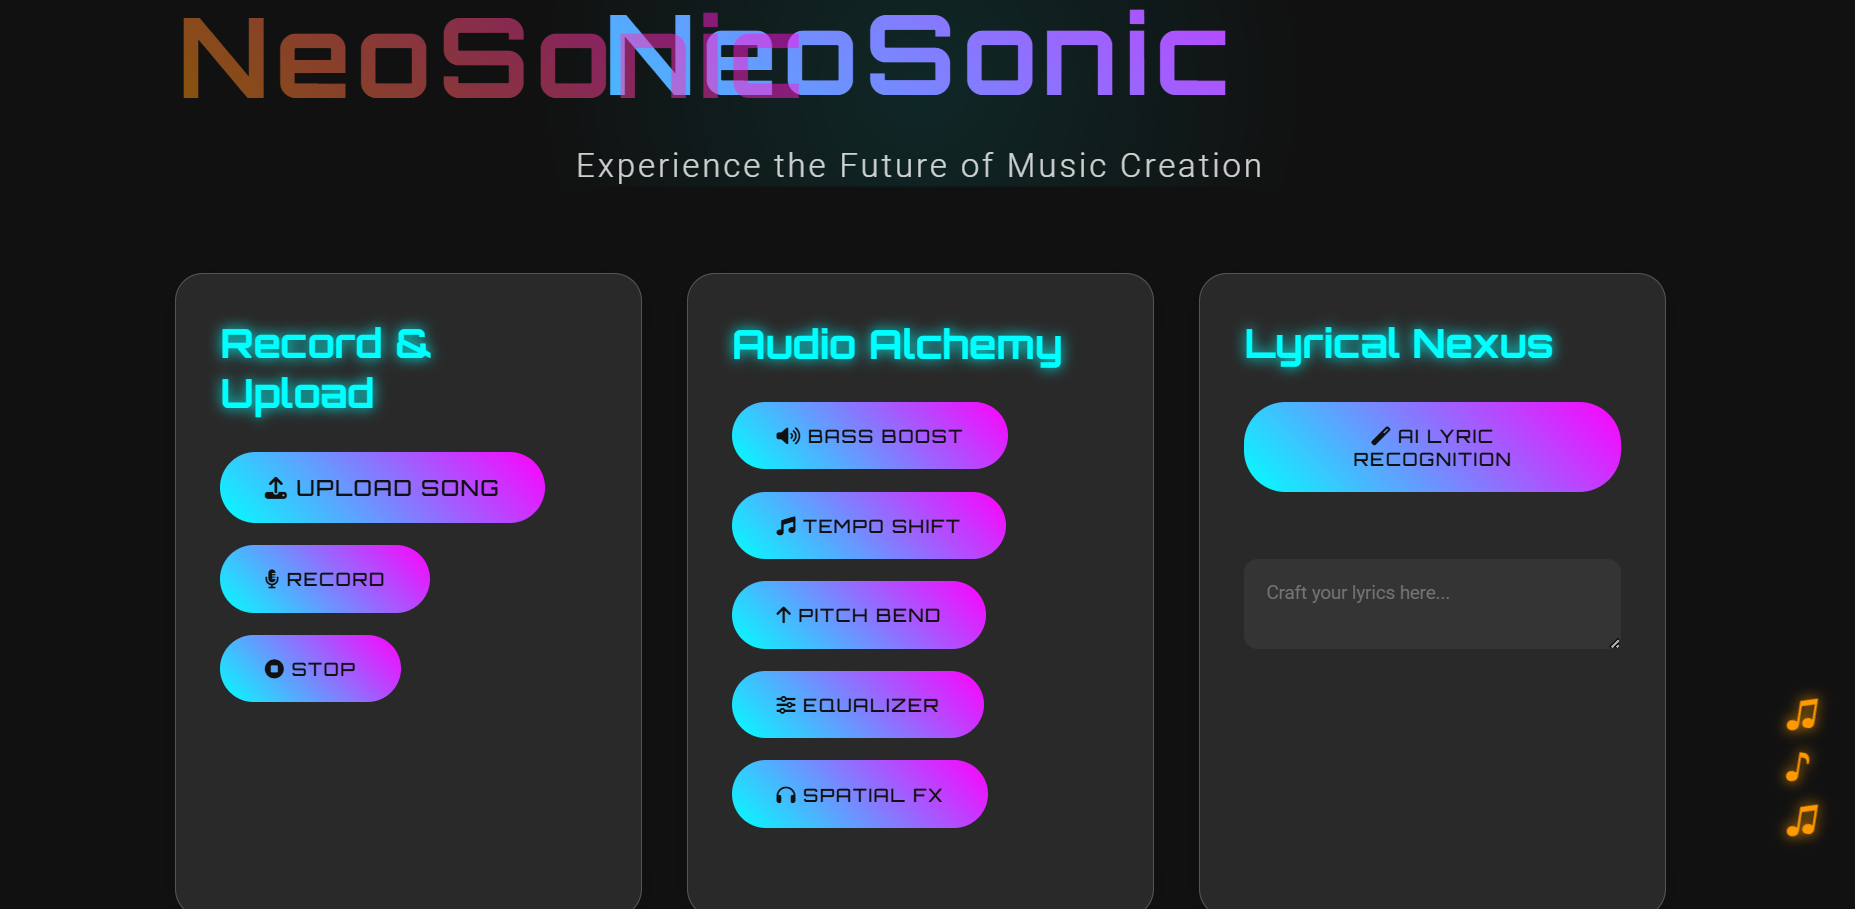 NeoSonic
NeoSonic
Experience the Future of Music Creation
Record &
Upload
UPLOAD SONG
RECORD
STOP
Audio Alchemy
BASS BOOST
TEMPO SHIFT
PITCH BEND
EQUALIZER
SPATIAL FX
Lyrical Nexus
AI LYRIC
RECOGNITION
Craft your lyrics here...